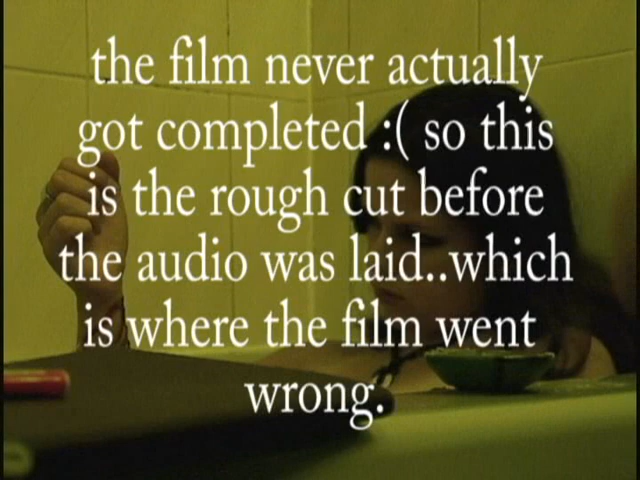 the film never actually
got completed :( so this
is the rough cut before
the audio was laid..which
is where the film went
wrong.